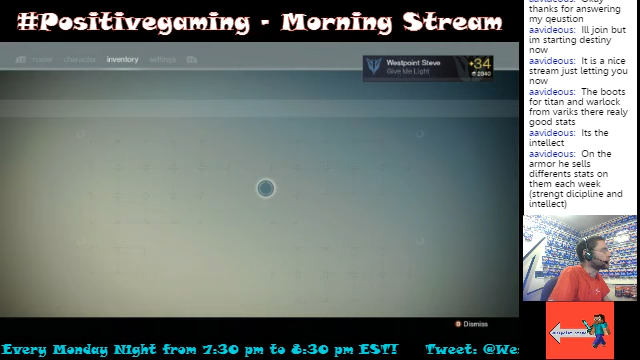 #Positivegaming - Morning Stream
thanks for answering
my qeustion
aavideous: Ill join but
im starting destiny
now
aavideous: It is a nice
stream just letting you
now
aavideous: The boots
for titan and warlock
from variks there realy
good stats
aavideous: Its the
intellect
aavideous: On the
armor he sells
differents stats on
them each week
(strengt dicipline and
intellect)
roster character inventory settings
Westpoint Steve
Give Me Light
+34
Dismiss
Every Monday Night from 7:30 pm to 8:30 pm EST! Tweet: @Wes